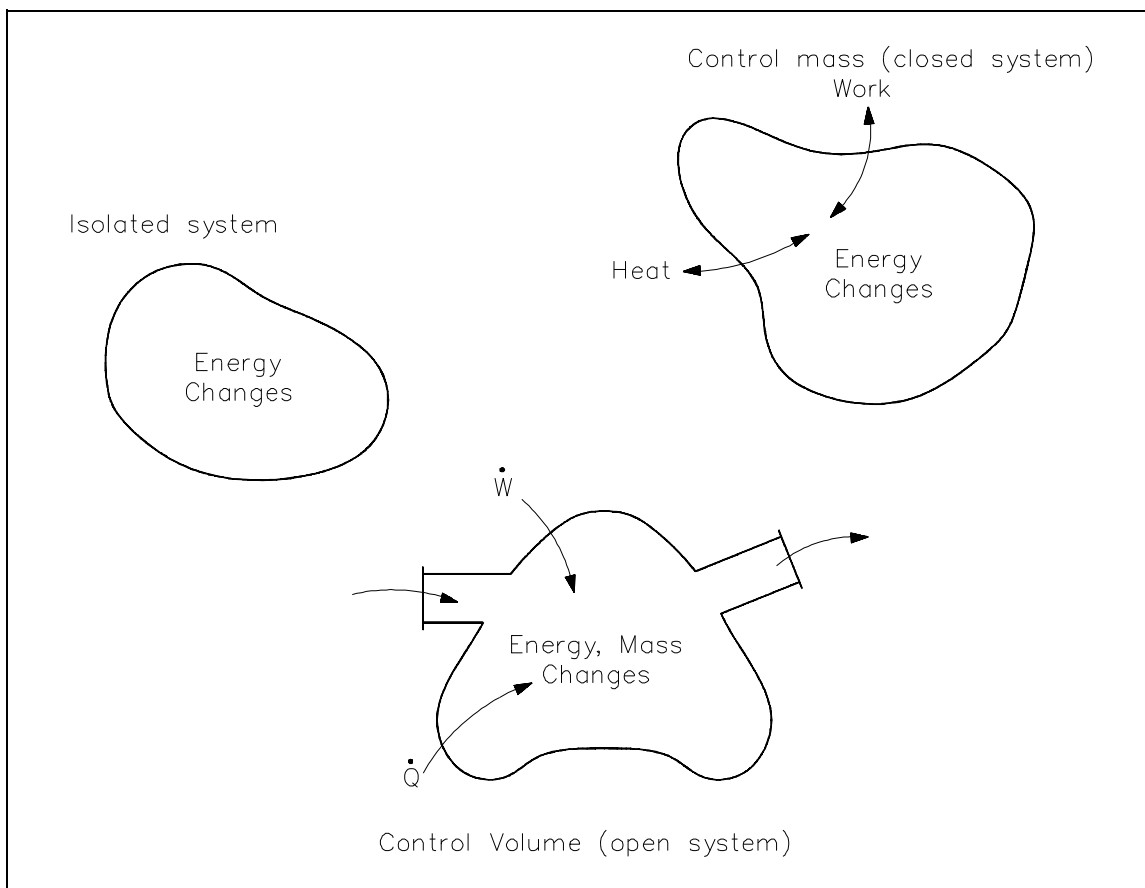 Control mass (closed system)
Work
Isolated system
Heat
Energy
Changes
Energy
Changes
Ẇ
Energy, Mass
Changes
Q̇
Control Volume (open system)